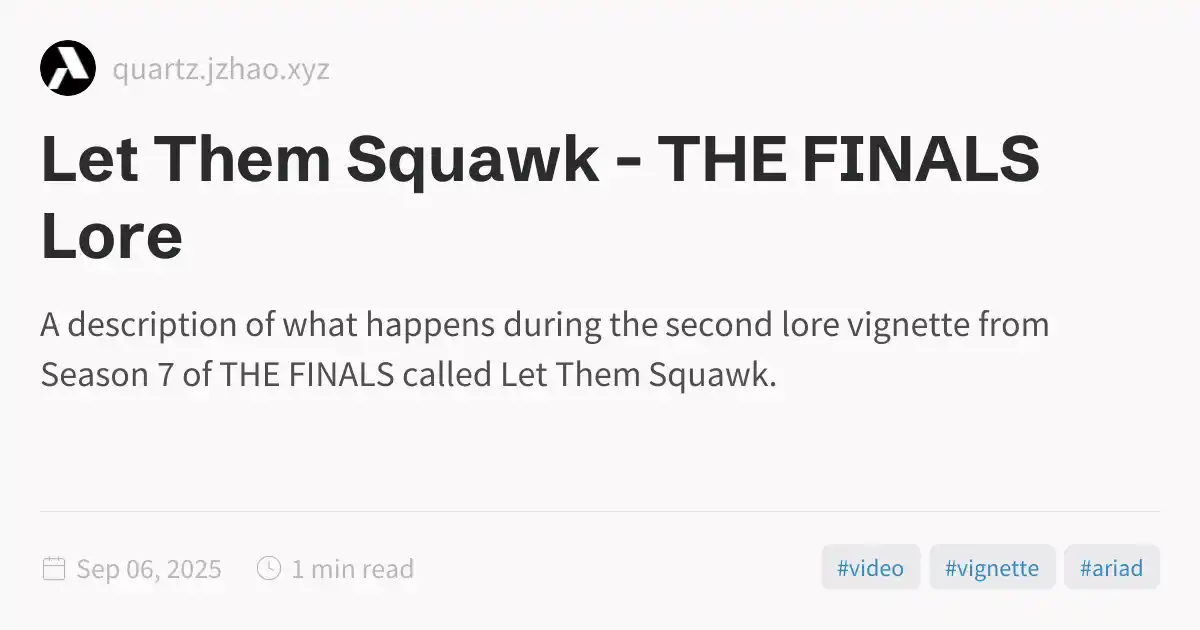 quartz.jzhao.xyz
Let Them Squawk - THE FINALS
Lore
A description of what happens during the second lore vignette from
Season 7 of THE FINALS called Let Them Squawk.
Sep 06, 2025 1 min read #video #vignette #ariad